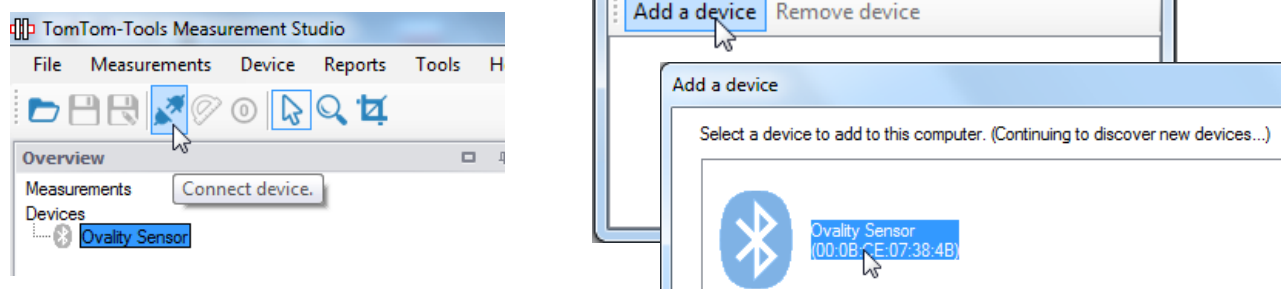 TomTom-Tools Measurement Studio
File Measurements Device Reports Tools
Overview
Measurements
Connect device.
Devices
Ovality Sensor
Add a device Remove device
Add a device
Select a device to add to this computer. (Continuing to discover new devices...)
Ovality Sensor
(00:0B:CE:07:38:4B)